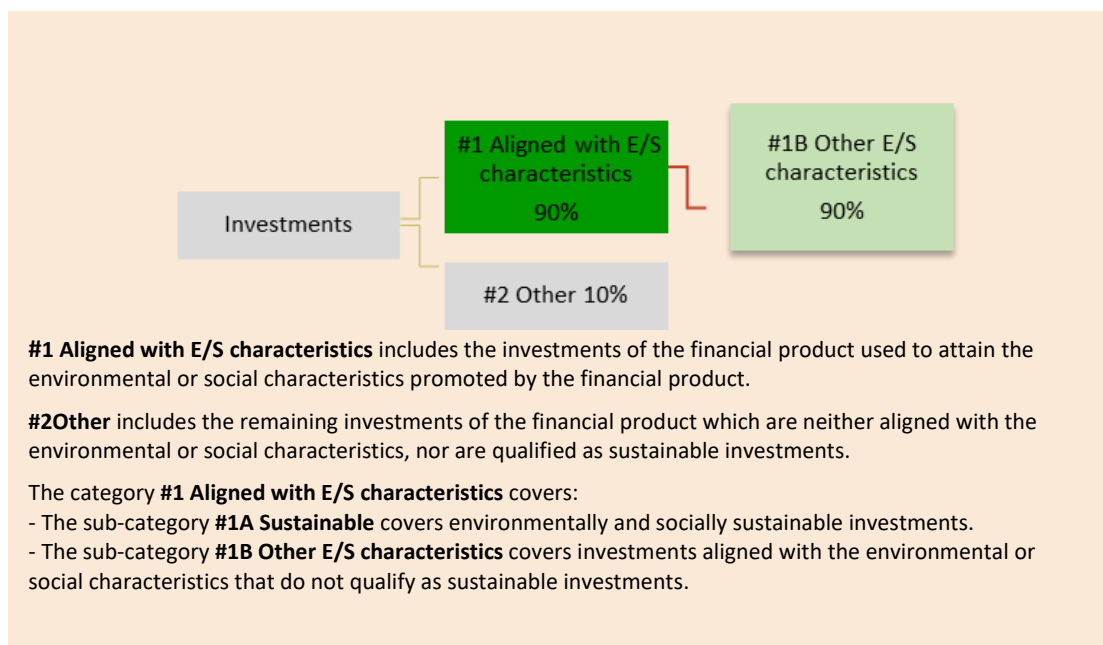 #1 Aligned with E/S
characteristics
90%
#1B Other E/S
characteristics
90%
Investments
#2 Other 10%
#1 Aligned with E/S characteristics includes the investments of the financial product used to attain the
environmental or social characteristics promoted by the financial product.
#2Other includes the remaining investments of the financial product which are neither aligned with the
environmental or social characteristics, nor are qualified as sustainable investments.
The category #1 Aligned with E/S characteristics covers:
- The sub-category #1A Sustainable covers environmentally and socially sustainable investments.
- The sub-category #1B Other E/S characteristics covers investments aligned with the environmental or
social characteristics that do not qualify as sustainable investments.